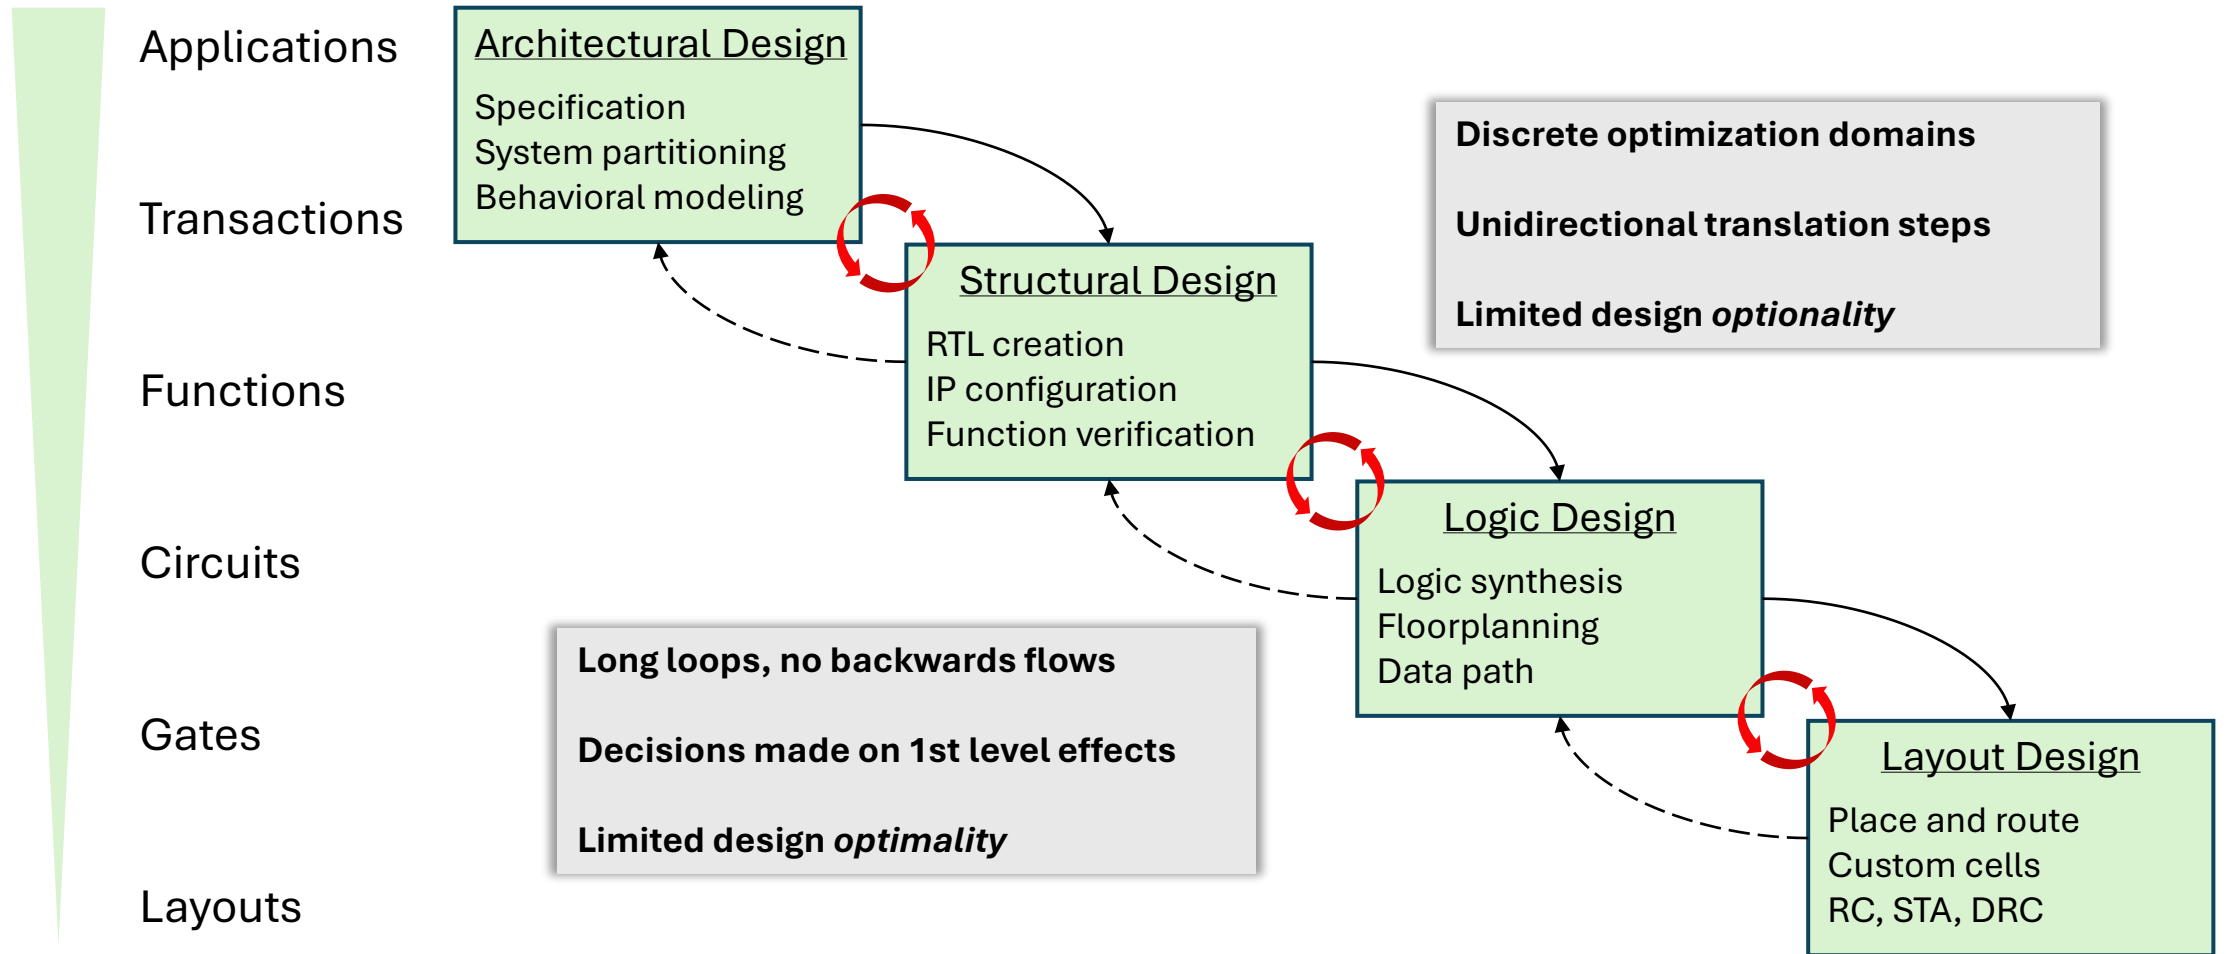 Applications
Transactions
Functions
Circuits
Gates
Layouts
Architectural Design
Specification
System partitioning
Behavioral modeling
Structural Design
RTL creation
IP configuration
Function verification
Logic Design
Logic synthesis
Floorplanning
Data path
Layout Design
Place and route
Custom cells
RC, STA, DRC
Discrete optimization domains
Unidirectional translation steps
Limited design optionality
Long loops, no backwards flows
Decisions made on 1st level effects
Limited design optimality